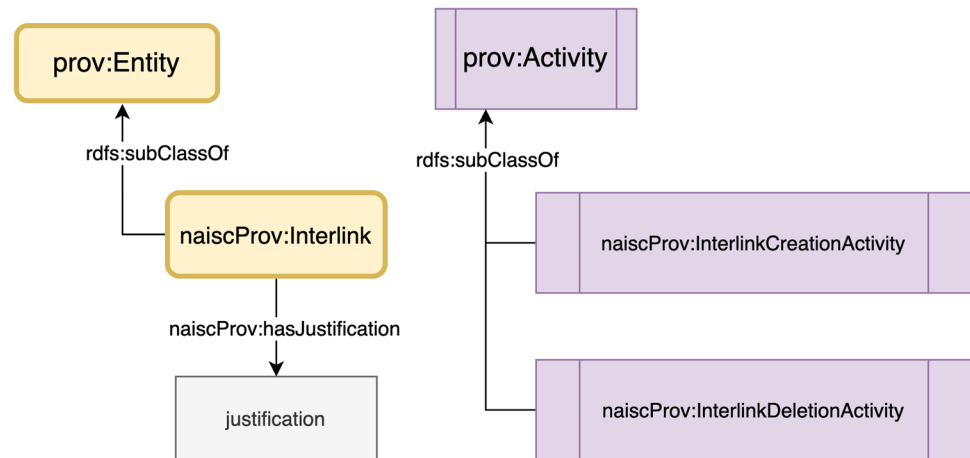 prov:Entity
prov:Activity
rdfs:subClassOf
rdfs:subClassOf
naiscProv:Interlink
naiscProv:InterlinkCreationActivity
naiscProv:hasJustification
justification
naiscProv:InterlinkDeletionActivity